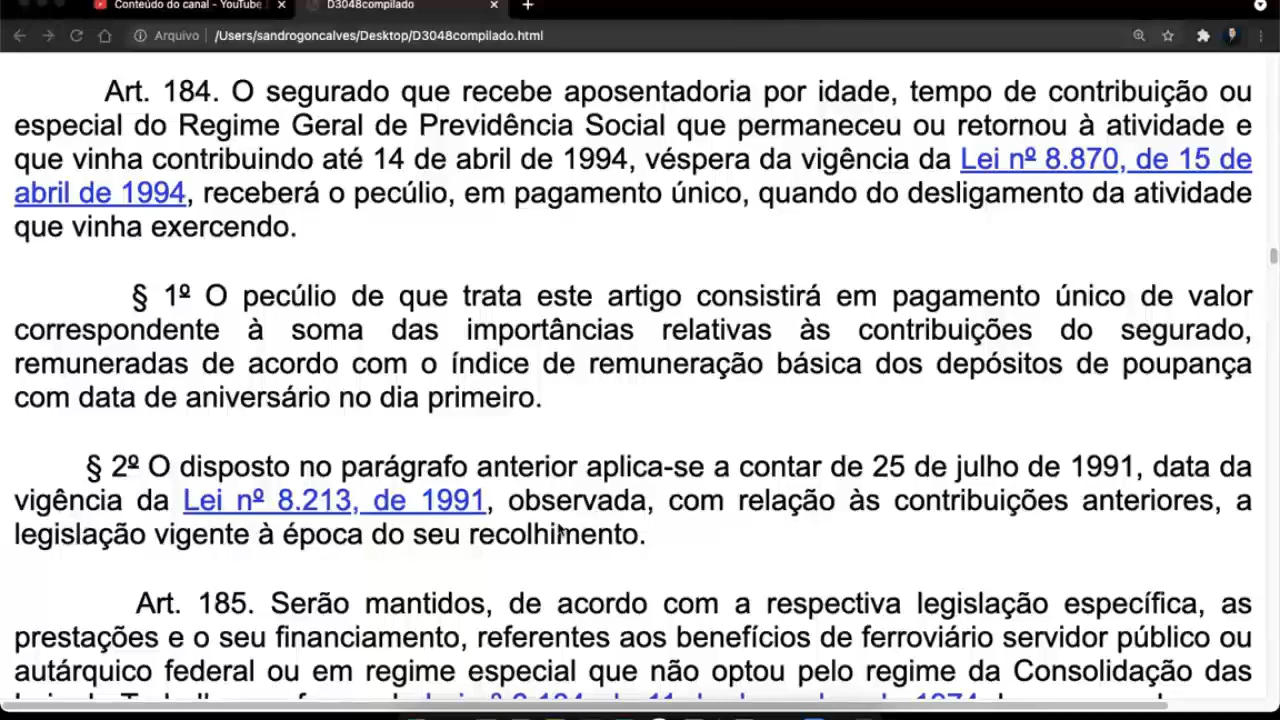 Conteúdo do canal - YouTube
D3048compilado
Arquivo
/Users/sandrogoncalves/Desktop/D3048compilado.html
Art. 184. O segurado que recebe aposentadoria por idade, tempo de contribuição ou
especial do Regime Geral de Previdência Social que permaneceu ou retornou à atividade e
que vinha contribuindo até 14 de abril de 1994, véspera da vigência da Lei nº 8.870, de 15 de
abril de 1994, receberá o pecúlio, em pagamento único, quando do desligamento da atividade
que vinha exercendo.
§ 1º O pecúlio de que trata este artigo consistirá em pagamento único de valor
correspondente à soma das importâncias relativas às contribuições do segurado,
remuneradas de acordo com o índice de remuneração básica dos depósitos de poupança
com data de aniversário no dia primeiro.
§ 2º O disposto no parágrafo anterior aplica-se a contar de 25 de julho de 1991, data da
vigência da Lei nº 8.213, de 1991, observada, com relação às contribuições anteriores, a
legislação vigente à época do seu recolhimento.
Art. 185. Serão mantidos, de acordo com a respectiva legislação específica, as
prestações e o seu financiamento, referentes aos benefícios de ferroviário servidor público ou
autárquico federal ou em regime especial que não optou pelo regime da Consolidação das